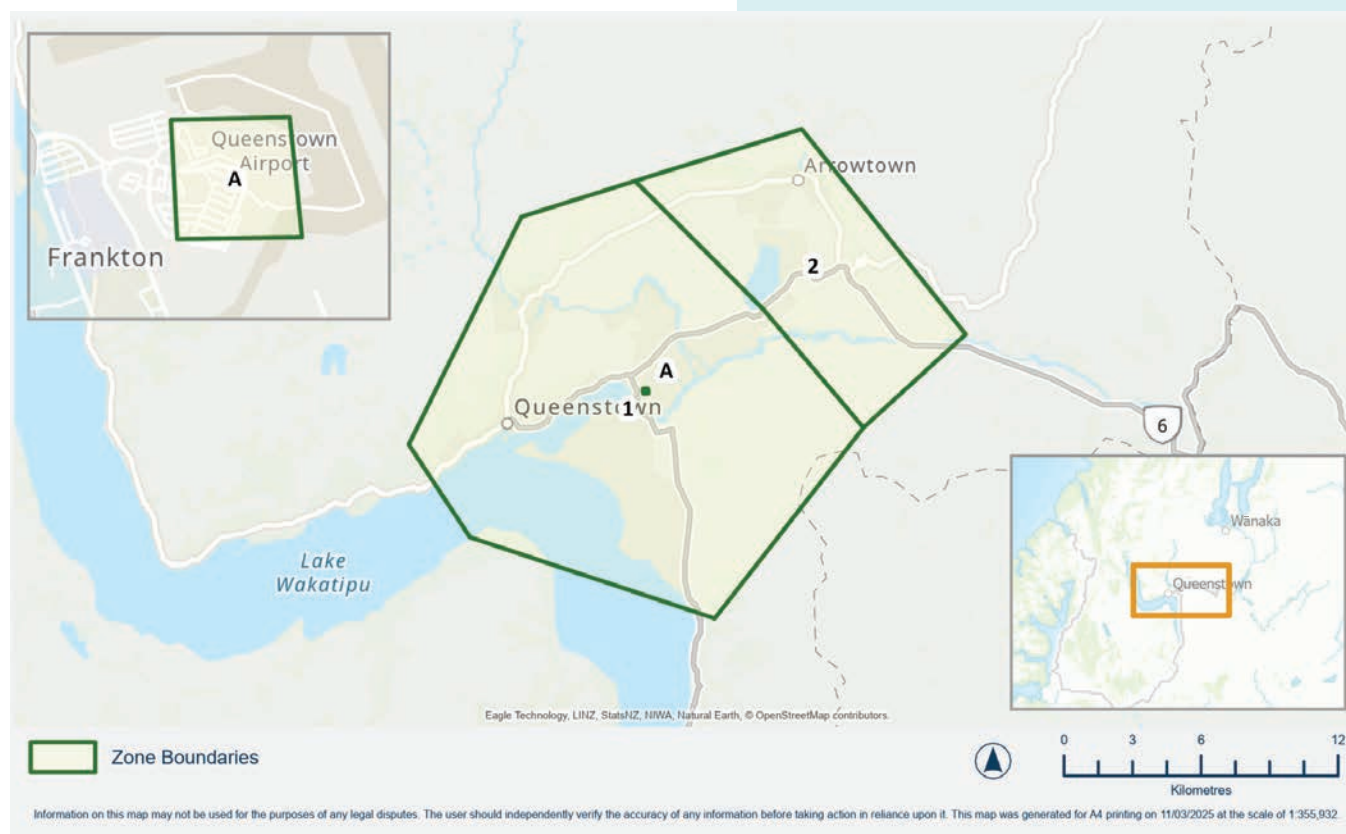 Queenstown
Airport
A
Frankton
Arrowtown
2
A
Queenstown
1
6
Lake
Wakatipu
Wānaka
Queenstown
Eagle Technology, LINZ, StatsNZ, NIWA, Natural Earth, © OpenStreetMap contributors.
Zone Boundaries
0 3 6 12
Kilometres
Information on this map may not be used for the purposes of any legal disputes. The user should independently verify the accuracy of any information before taking action in reliance upon it. This map was generated for A4 printing on 11/03/2025 at the scale of 1:355,932.